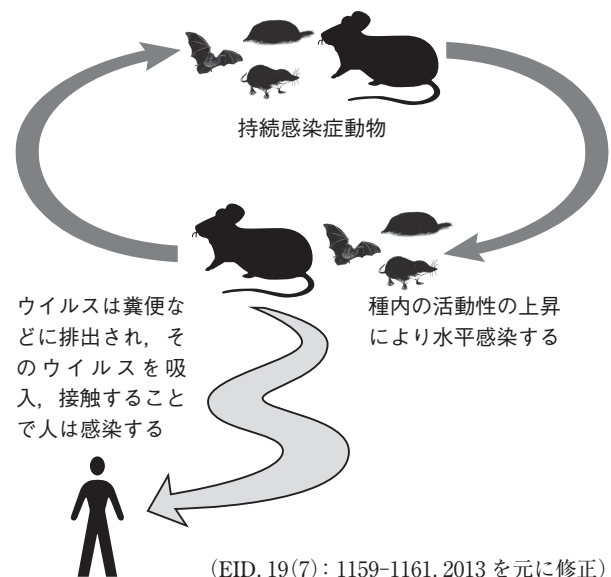 持続感染症動物
ウイルスは糞便な
どに排出され，そ
のウイルスを吸
入，接触すること
で人は感染する
種内の活動性の上昇
により水平感染する
(EID. 19(7)：1159-1161. 2013 を元に修正)